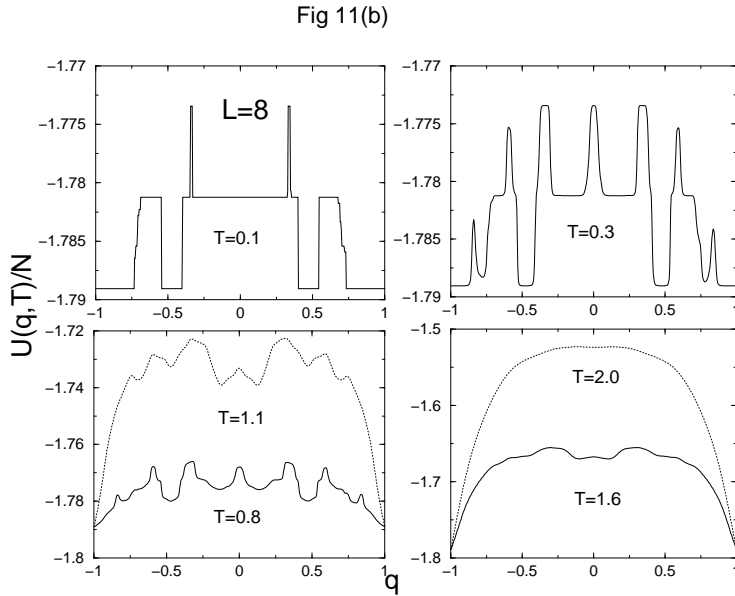 Fig 11(b)
−1.77
−1.775
−1.78
−1.785
−1.79
L=8
T=0.1
−1 −0.5 0 0.5 1
−1.77
−1.775
−1.78
−1.785
−1.79
T=0.3
−1 −0.5 0 0.5 1
U(q,T)/N
−1.72
−1.74
−1.76
−1.78
−1.8
T=1.1
T=0.8
−1 −0.5 0 0.5 1
−1.5
−1.6
−1.7
−1.8
T=2.0
T=1.6
−1 −0.5 0 0.5 1
q